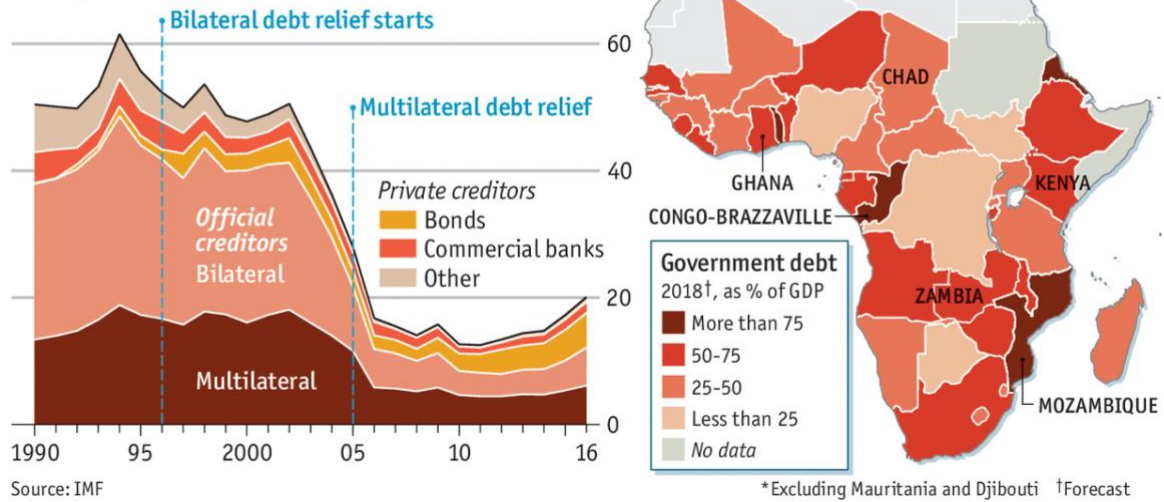 Bilateral debt relief starts
60
Multilateral debt relief
40
Private creditors
Bonds
Commercial banks
Other
Official
creditors
Bilateral
20
Multilateral
0
1990
95
2000
05
10
16
Source: IMF
CHAD
GHANA
KENYA
CONGO-BRAZZAVILLE
Government debt
2018†, as % of GDP
More than 75
50-75
25-50
Less than 25
No data
ZAMBIA
MOZAMBIQUE
*Excluding Mauritania and Djibouti †Forecast